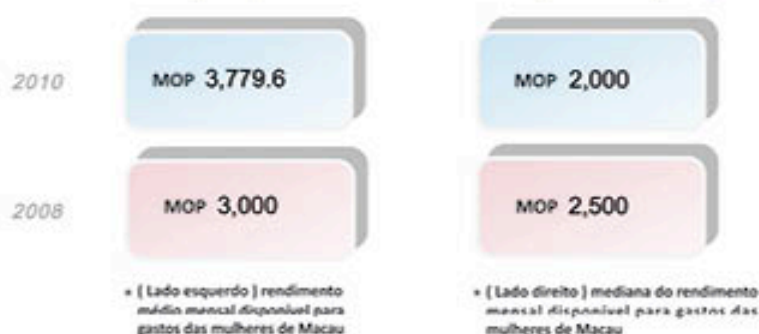 2010
MOP 3,779.6
MOP 2,000
2008
MOP 3,000
MOP 2,500
* ( Lado esquerdo ) rendimento
médio mensal disponível para
gastos das mulheres de Macau
* ( Lado direito ) mediana do rendimento
mensal disponível para gastos das
mulheres de Macau